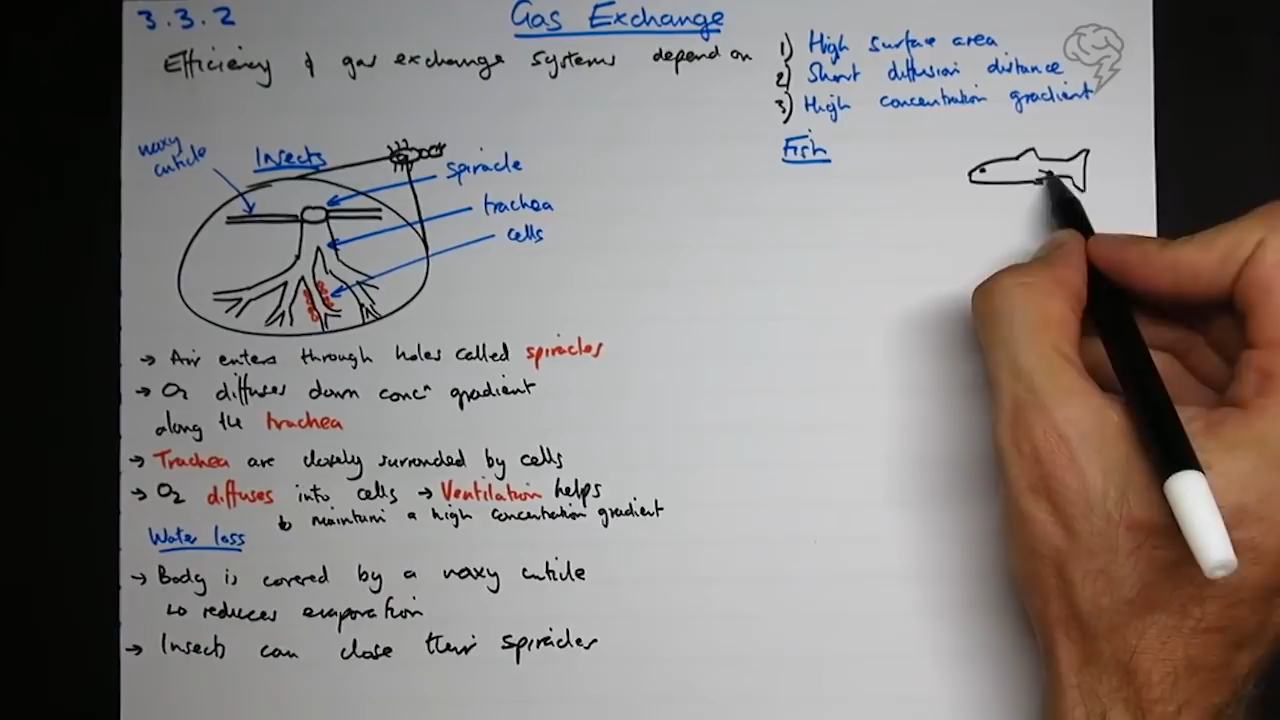 3.3.2
Gas Exchange
Efficiency of gas exchange systems depend on
1) High surface area
2) Short diffusion distance
3) High concentration gradient
waxy
cuticle
Insects
spiracle
trachea
cells
→ Air enters through holes called spiracles
→ O₂ diffuses down concⁿ gradient
along the trachea
→ Trachea are closely surronded by cells
→ O₂ diffuses into cells → Ventilation helps
to maintain a high concentration gradient
Water loss
→ Body is covered by a waxy cuticle
↳ reduces evaporation
→ Insects can close their spiracles
Fish